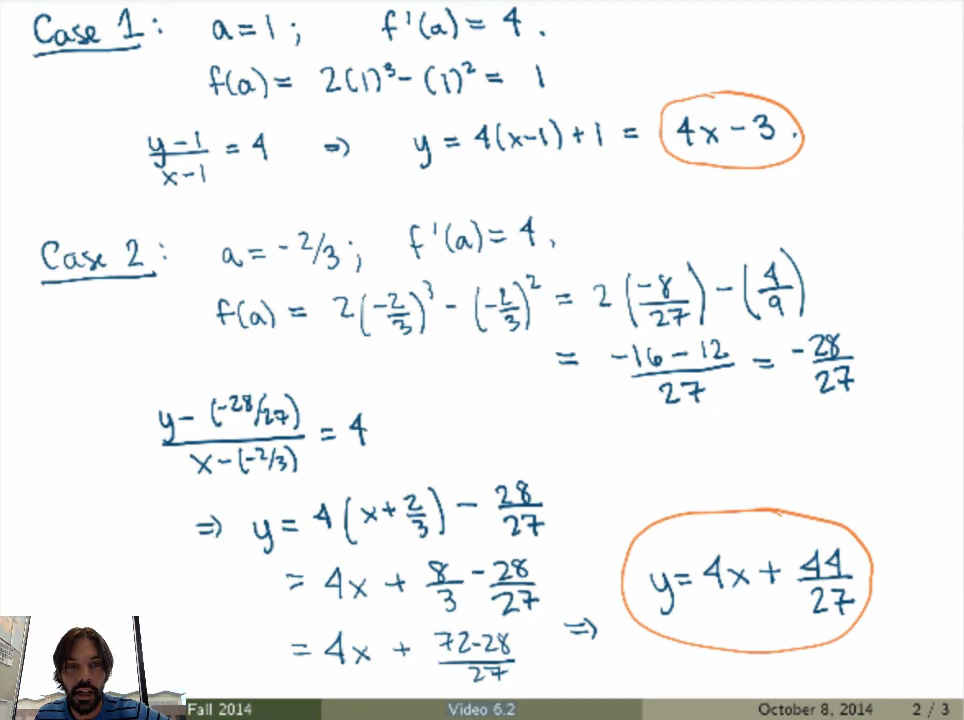 Case 1: a=1; f'(a)=4.
f(a)= 2(1)³-(1)²= 1
y-1/x-1 = 4 ⇒ y = 4(x-1)+1 = 4x-3.
Case 2: a=-2/3; f'(a)=4,
f(a) = 2(-2/3)³-(-2/3)² = 2(-8/27)-(4/9)
= -16-12/27 = -28/27
y-(-28/27)/x-(-2/3) = 4
⇒ y= 4(x+2/3)-28/27
= 4x + 8/3 - 28/27
= 4x + 72-28/27 ⇒ y=4x+44/27
Fall 2014 Video 6.2 October 8, 2014 2 / 3